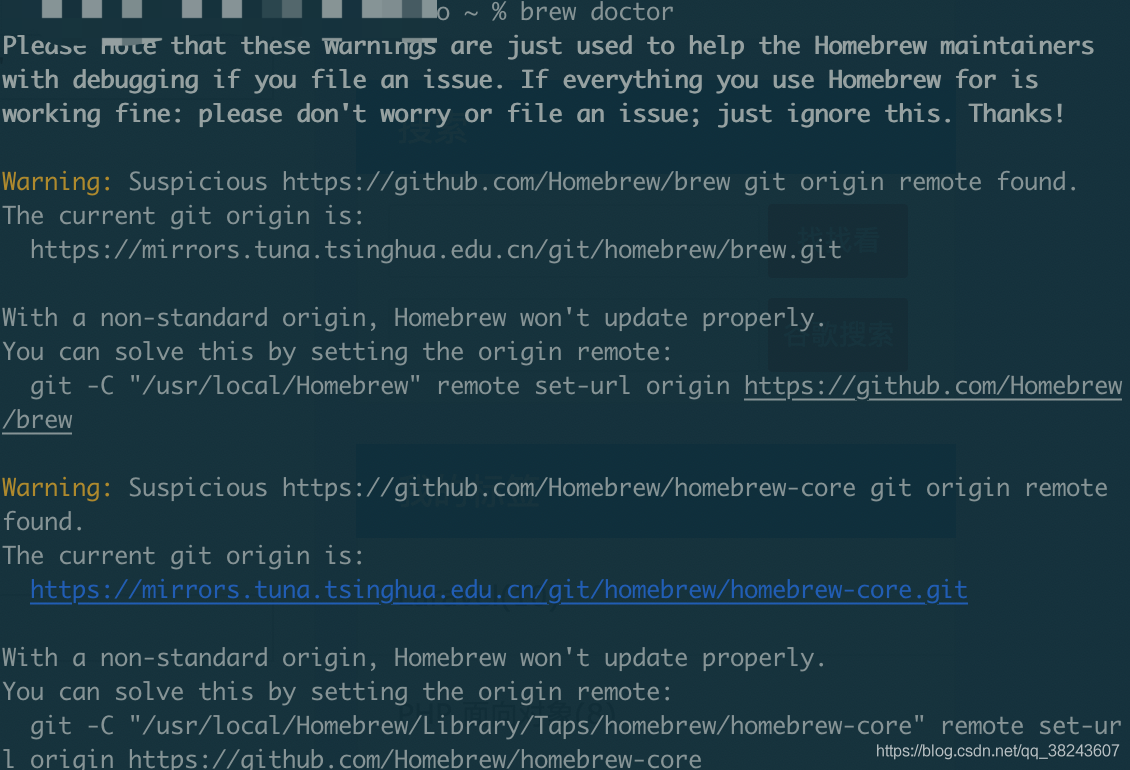 o ~ % brew doctor
Please note that these warnings are just used to help the Homebrew maintainers
with debugging if you file an issue. If everything you use Homebrew for is
working fine: please don't worry or file an issue; just ignore this. Thanks!
搜索
Warning: Suspicious https://github.com/Homebrew/brew git origin remote found.
The current git origin is:
https://mirrors.tuna.tsinghua.edu.cn/git/homebrew/brew.git
With a non-standard origin, Homebrew won't update properly.
谷歌搜索
You can solve this by setting the origin remote:
git -C "/usr/local/Homebrew" remote set-url origin https://github.com/Homebrew
/brew
Warning: Suspicious https://github.com/Homebrew/homebrew-core git origin remote
found.
The current git origin is:
https://mirrors.tuna.tsinghua.edu.cn/git/homebrew/homebrew-core.git
With a non-standard origin, Homebrew won't update properly.
You can solve this by setting the origin remote:
git -C "/usr/local/Homebrew/Library/Taps/homebrew/homebrew-core" remote set-ur
l origin https://github.com/Homebrew/homebrew-core
https://blog.csdn.net/qq_38243607